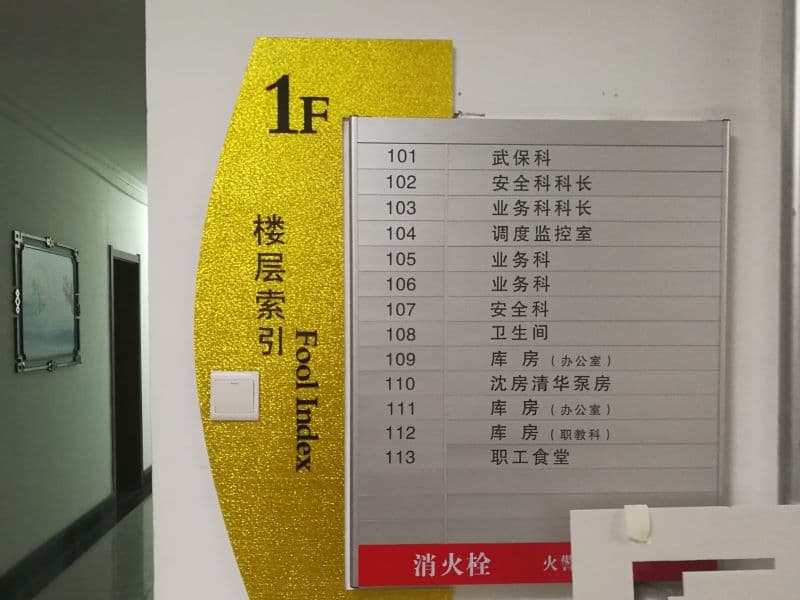 1F
楼层索引
Fool Index
101 武保科
102 安全科科长
103 业务科科长
104 调度监控室
105 业务科
106 业务科
107 安全科
108 卫生间
109 库 房(办公室)
110 沈房清华泵房
111 库 房(办公室)
112 库 房(职教科)
113 职工食堂
消火栓 火